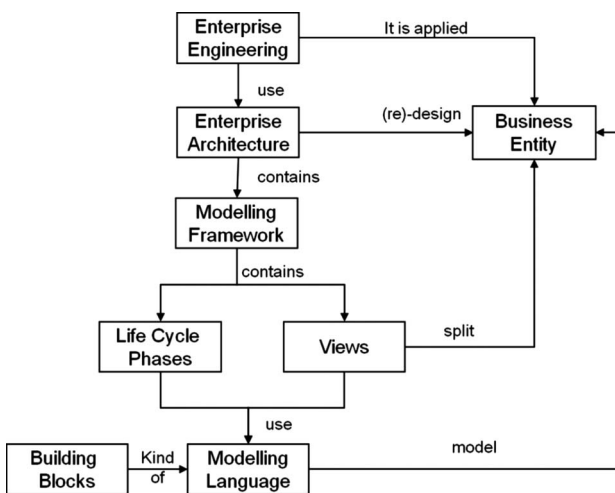 Enterprise
Engineering
It is applied
use
Enterprise
Architecture
(re)-design
Business
Entity
contains
Modelling
Framework
contains
Life Cycle
Phases
Views
split
use
Building
Blocks
Kind
of
Modelling
Language
model